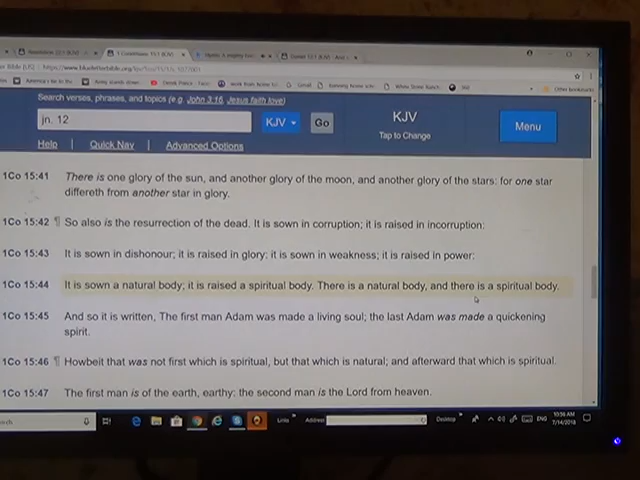 Search verses, phrases, and topics (e.g. John 3:16, Jesus faith love)
jn. 12
KJV
Go
KJV
Tap to Change
Menu
Help | Quick Nav | Advanced Options
1Co 15:41 There is one glory of the sun, and another glory of the moon, and another glory of the stars: for one star
differeth from another star in glory.
1Co 15:42 ¶ So also is the resurrection of the dead. It is sown in corruption; it is raised in incorruption:
1Co 15:43 It is sown in dishonour; it is raised in glory: it is sown in weakness; it is raised in power:
1Co 15:44 It is sown a natural body; it is raised a spiritual body. There is a natural body, and there is a spiritual body.
1Co 15:45 And so it is written, The first man Adam was made a living soul; the last Adam was made a quickening
spirit.
1Co 15:46 ¶ Howbeit that was not first which is spiritual, but that which is natural; and afterward that which is spiritual.
1Co 15:47 The first man is of the earth, earthy: the second man is the Lord from heaven.
Links
Address
Desktop
ENG
10:56 AM
7/14/2018